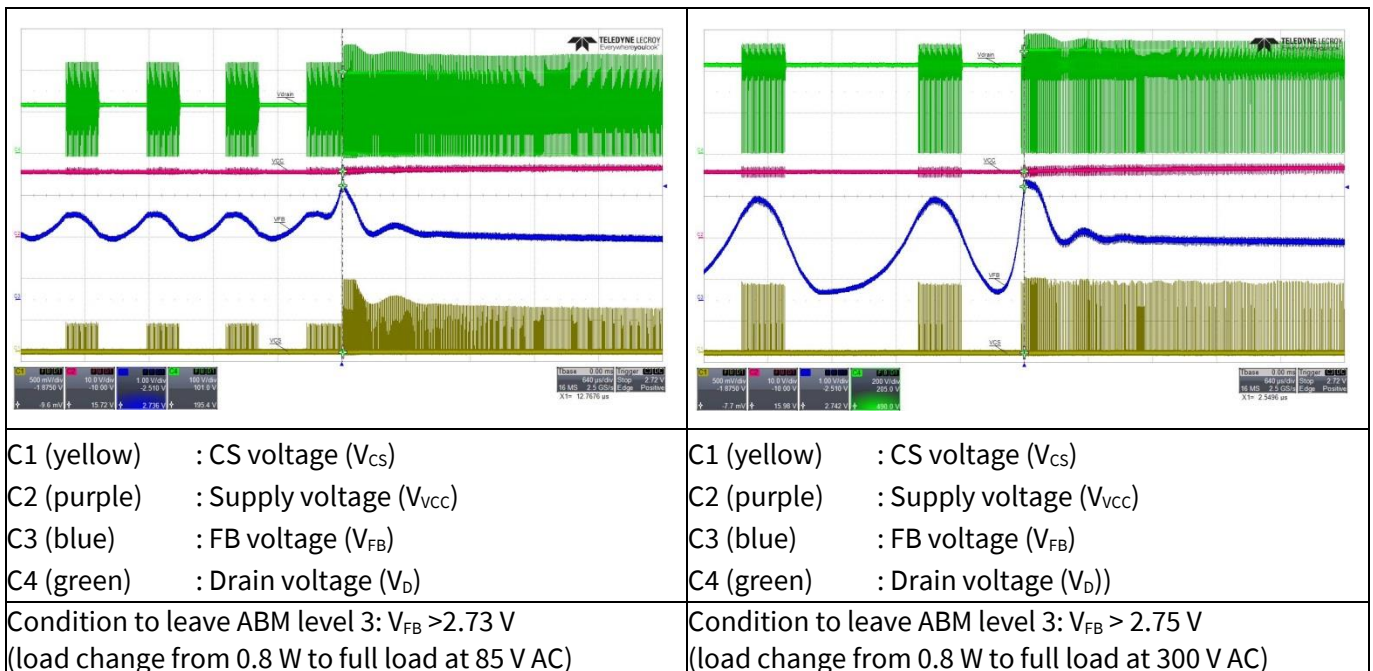 TELEDYNE LECROY
Everywhereyoulook
Vdrain
VCC
VFB
VCS
500 mV/div 10.0 V/div 1.00 V/div 100 V/div
-1.8750 V -10.00 V -2.510 V 101.0 V
-9.6 mV 15.72 V 2.736 V 195.4 V
Tbase 0.00 ms Trigger
640 µs/div Stop 2.72 V
16 MS 2.5 GS/s Edge Positive
X1= 12.7676 µs
TELEDYNE LECROY
Everywhereyoulook
Vdrain
VCC
VFB
VCS
500 mV/div 10.0 V/div 1.00 V/div 200 V/div
-1.8750 V -10.00 V -2.510 V 205.0 V
-7.7 mV 15.98 V 2.742 V 490.0 V
Tbase 0.00 ms Trigger
640 µs/div Stop 2.72 V
16 MS 2.5 GS/s Edge Positive
X1= 2.5496 µs
C1 (yellow) : CS voltage (VCS)
C2 (purple) : Supply voltage (VVCC)
C3 (blue) : FB voltage (VFB)
C4 (green) : Drain voltage (VD)
C1 (yellow) : CS voltage (VCS)
C2 (purple) : Supply voltage (VVCC)
C3 (blue) : FB voltage (VFB)
C4 (green) : Drain voltage (VD))
Condition to leave ABM level 3: VFB >2.73 V
(load change from 0.8 W to full load at 85 V AC)
Condition to leave ABM level 3: VFB > 2.75 V
(load change from 0.8 W to full load at 300 V AC)